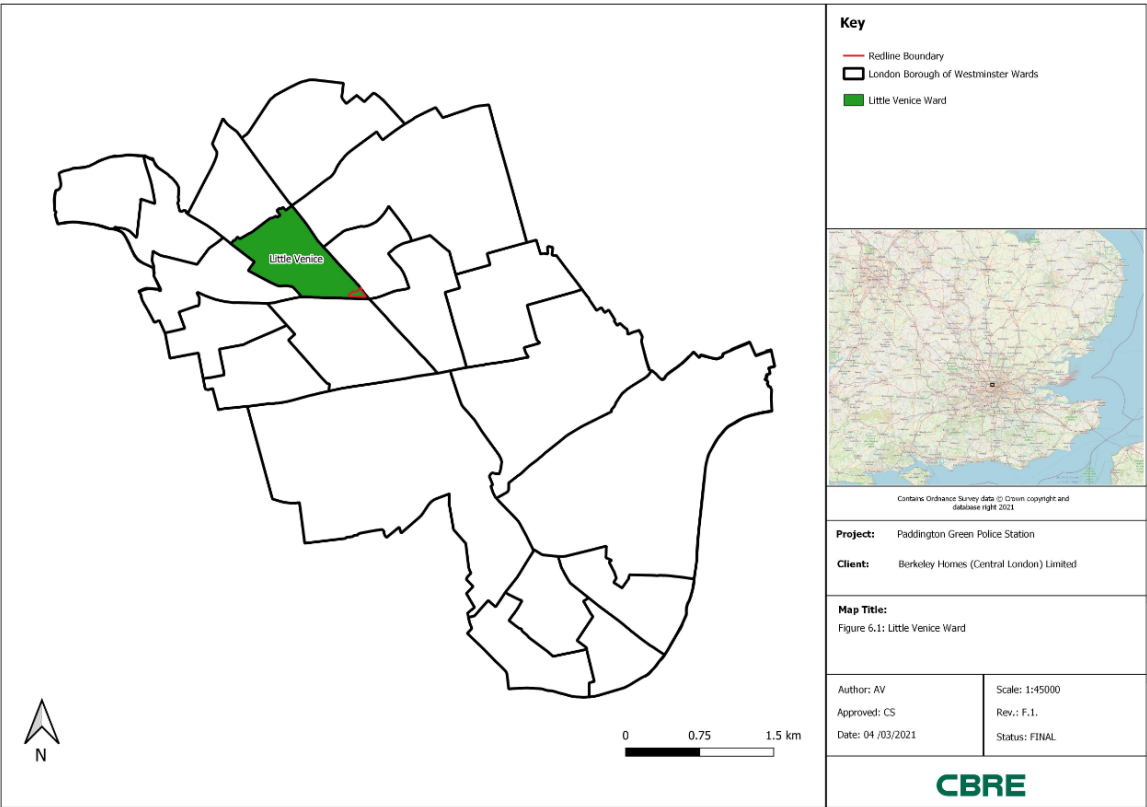 Key
Redline Boundary
London Borough of Westminster Wards
Little Venice Ward
Little Venice
Contains Ordnance Survey data © Crown copyright and
database right 2021
Project: Paddington Green Police Station
Client: Berkeley Homes (Central London) Limited
Map Title:
Figure 6.1: Little Venice Ward
Author: AV
Approved: CS
Date: 04 /03/2021
Scale: 1:45000
Rev.: F.1.
Status: FINAL
N
0 0.75 1.5 km
CBRE